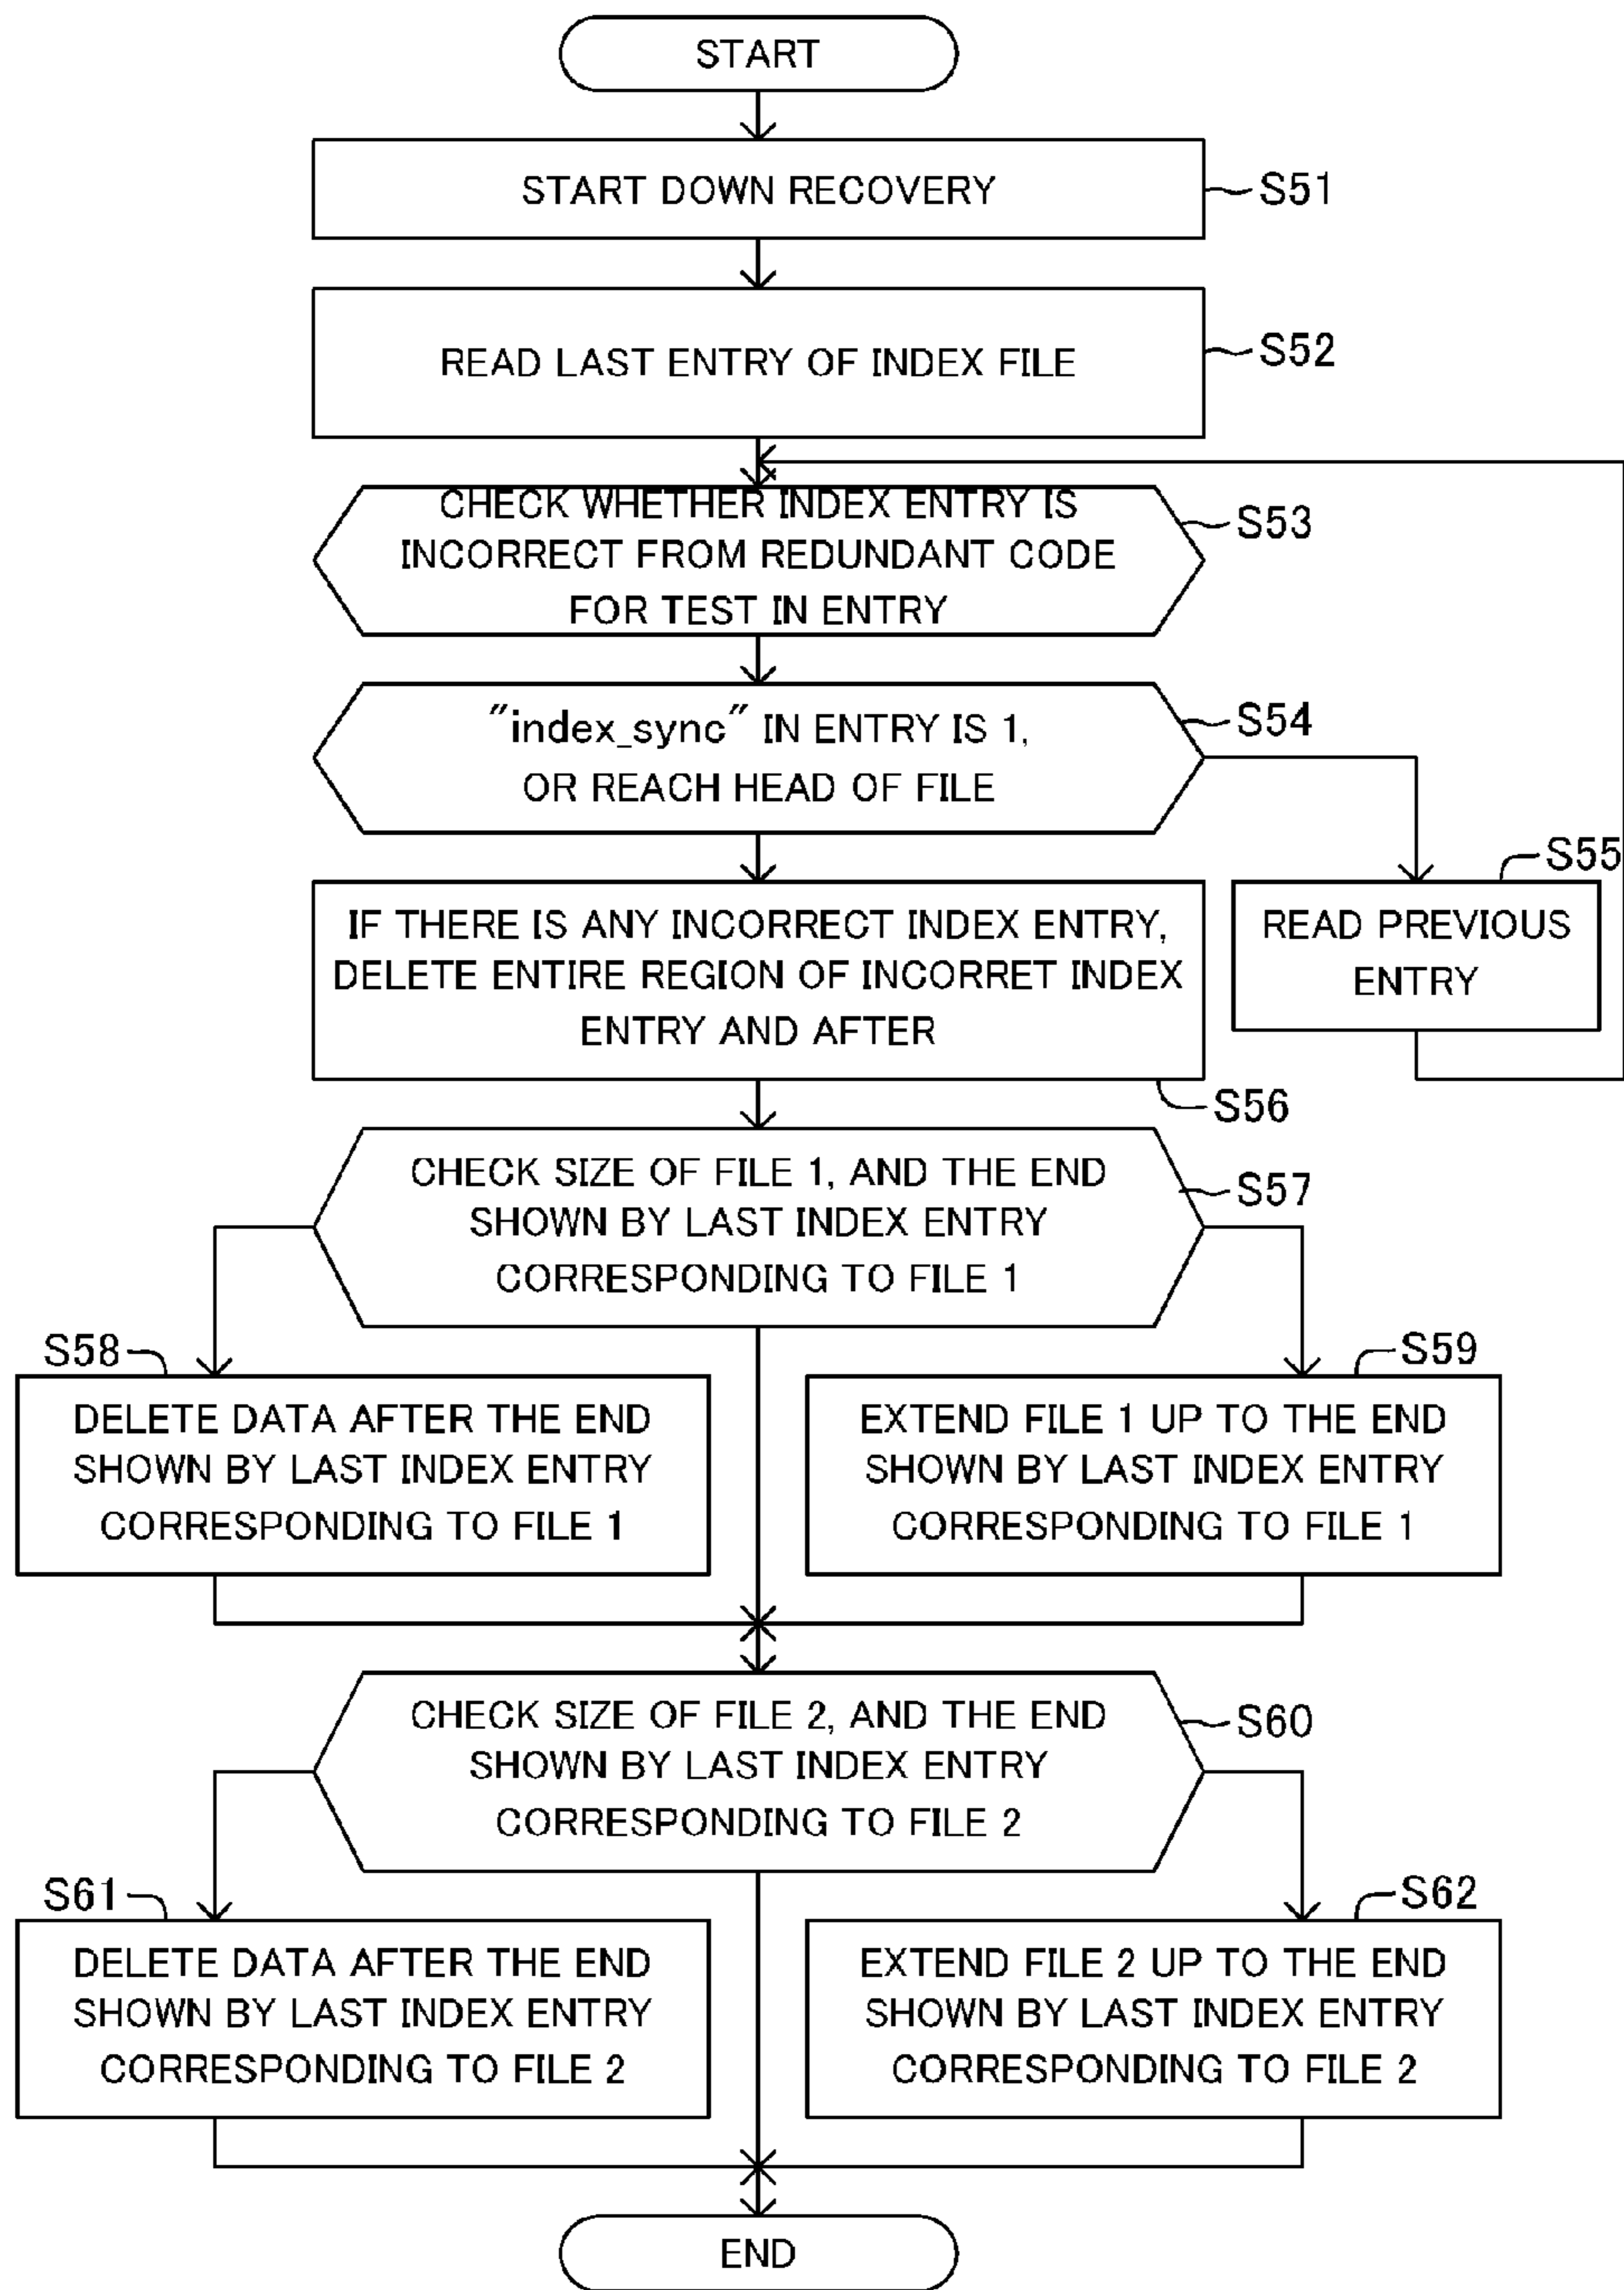 START
START DOWN RECOVERY
S51
READ LAST ENTRY OF INDEX FILE
S52
CHECK WHETHER INDEX ENTRY IS
INCORRECT FROM REDUNDANT CODE
FOR TEST IN ENTRY
S53
"index_sync" IN ENTRY IS 1,
OR REACH HEAD OF FILE
S54
S55
READ PREVIOUS
ENTRY
IF THERE IS ANY INCORRECT INDEX ENTRY,
DELETE ENTIRE REGION OF INCORRET INDEX
ENTRY AND AFTER
S56
CHECK SIZE OF FILE 1, AND THE END
SHOWN BY LAST INDEX ENTRY
CORRESPONDING TO FILE 1
S57
S58
DELETE DATA AFTER THE END
SHOWN BY LAST INDEX ENTRY
CORRESPONDING TO FILE 1
S59
EXTEND FILE 1 UP TO THE END
SHOWN BY LAST INDEX ENTRY
CORRESPONDING TO FILE 1
CHECK SIZE OF FILE 2, AND THE END
SHOWN BY LAST INDEX ENTRY
CORRESPONDING TO FILE 2
S60
S61
DELETE DATA AFTER THE END
SHOWN BY LAST INDEX ENTRY
CORRESPONDING TO FILE 2
S62
EXTEND FILE 2 UP TO THE END
SHOWN BY LAST INDEX ENTRY
CORRESPONDING TO FILE 2
END